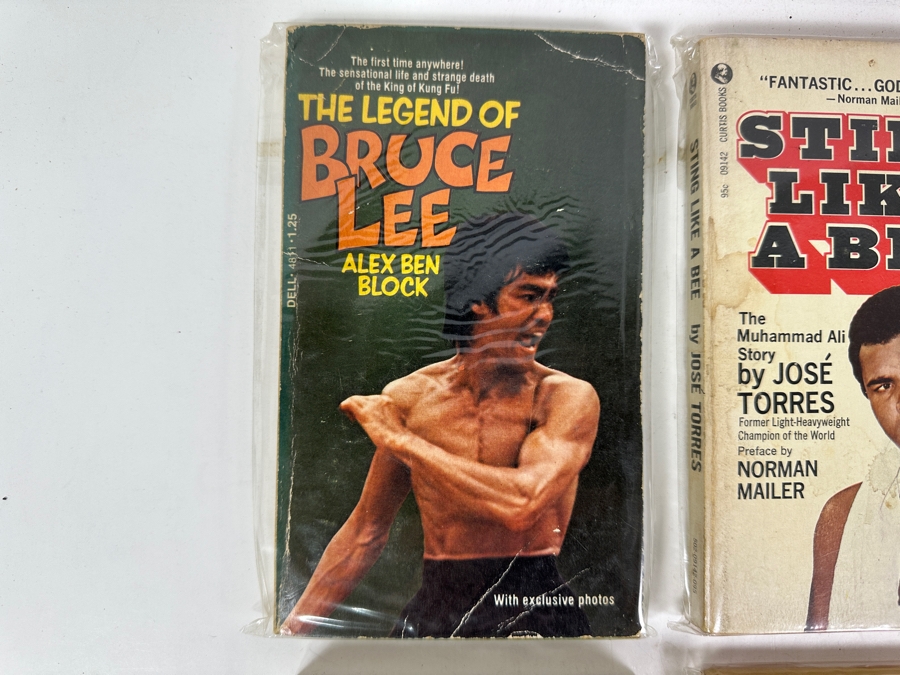 The first time anywhere!
The sensational life and strange death
of the King of Kung Fu!
THE LEGEND OF
BRUCE
LEE
ALEX BEN
BLOCK
DELL • 4811 • 1.25
With exclusive photos
STING LIKE A BEE by JOSÉ TORRES
95c 09142 CURTIS BOOKS
"FANTASTIC...GOD
—Norman Mail
STIN
LIK
A BE
The
Muhammad Ali
Story
by JOSÉ
TORRES
Former Light-Heavyweight
Champion of the World
Preface by
NORMAN
MAILER